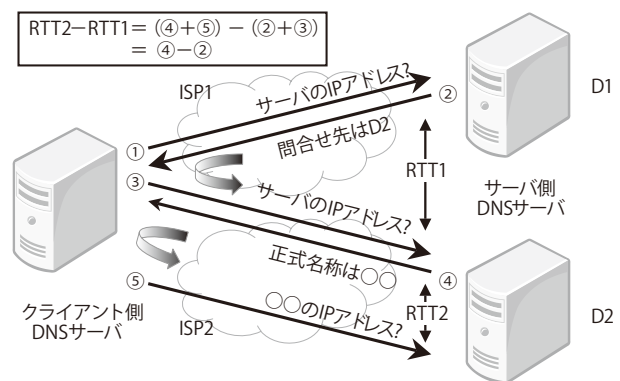 RTT2－RTT1＝ (④＋⑤) － (②＋③)
＝ ④－②
ISP1
サーバのIPアドレス?
②
D1
問合せ先はD2
①
RTT1
③
サーバのIPアドレス?
サーバ側
DNSサーバ
正式名称は○○
④
⑤
○○のIPアドレス?
RTT2
クライアント側
DNSサーバ
ISP2
D2